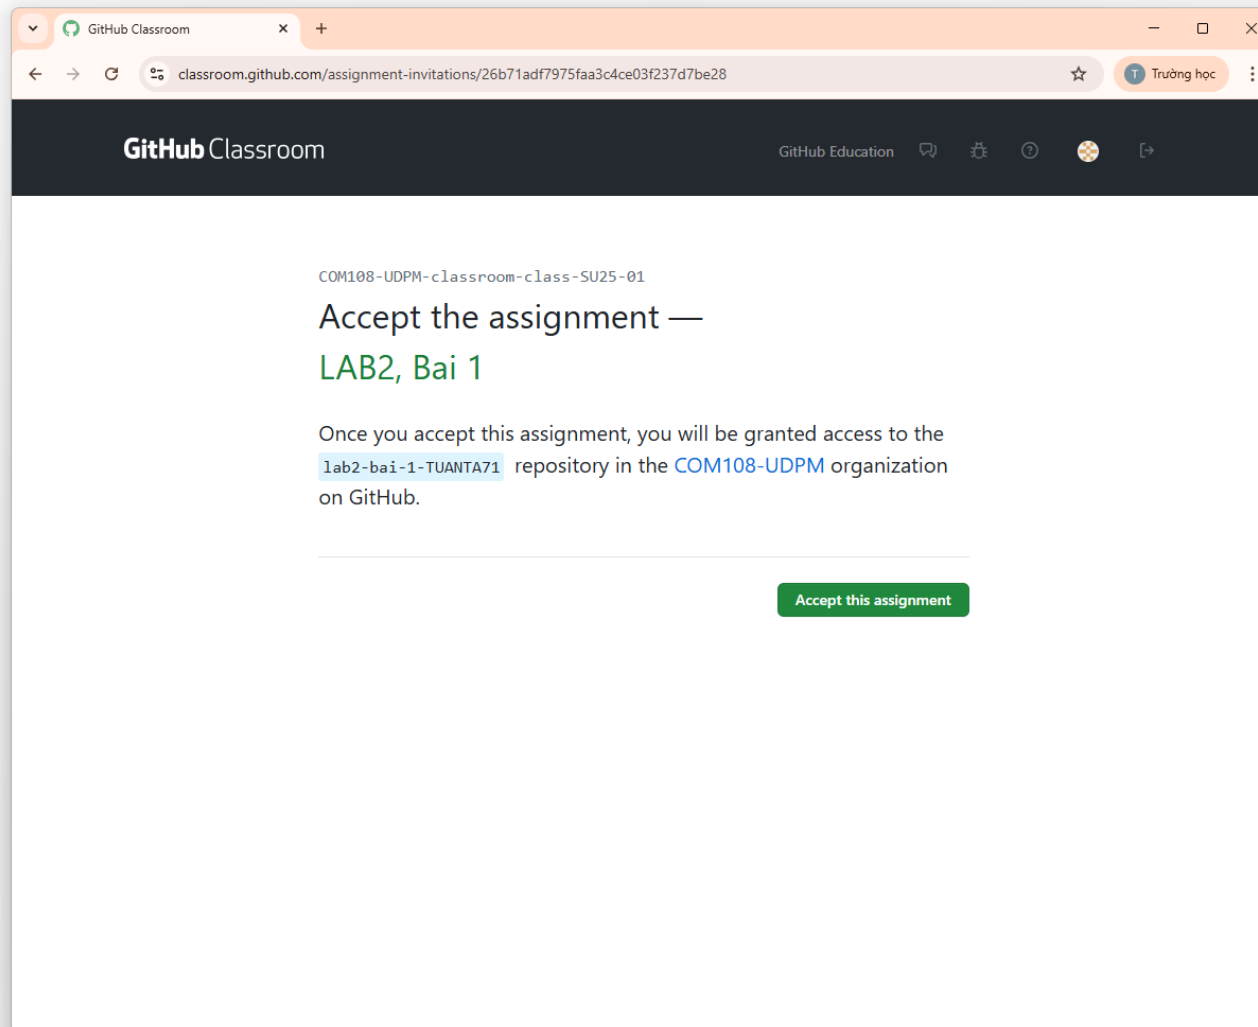 GitHub Classroom
classroom.github.com/assignment-invitations/26b71adf7975faa3c4ce03f237d7be28
T Trường học
GitHub Classroom
GitHub Education
COM108-UDPM-classroom-class-SU25-01
Accept the assignment —
LAB2, Bai 1
Once you accept this assignment, you will be granted access to the
lab2-bai-1-TUANTA71 repository in the COM108-UDPM organization
on GitHub.
Accept this assignment